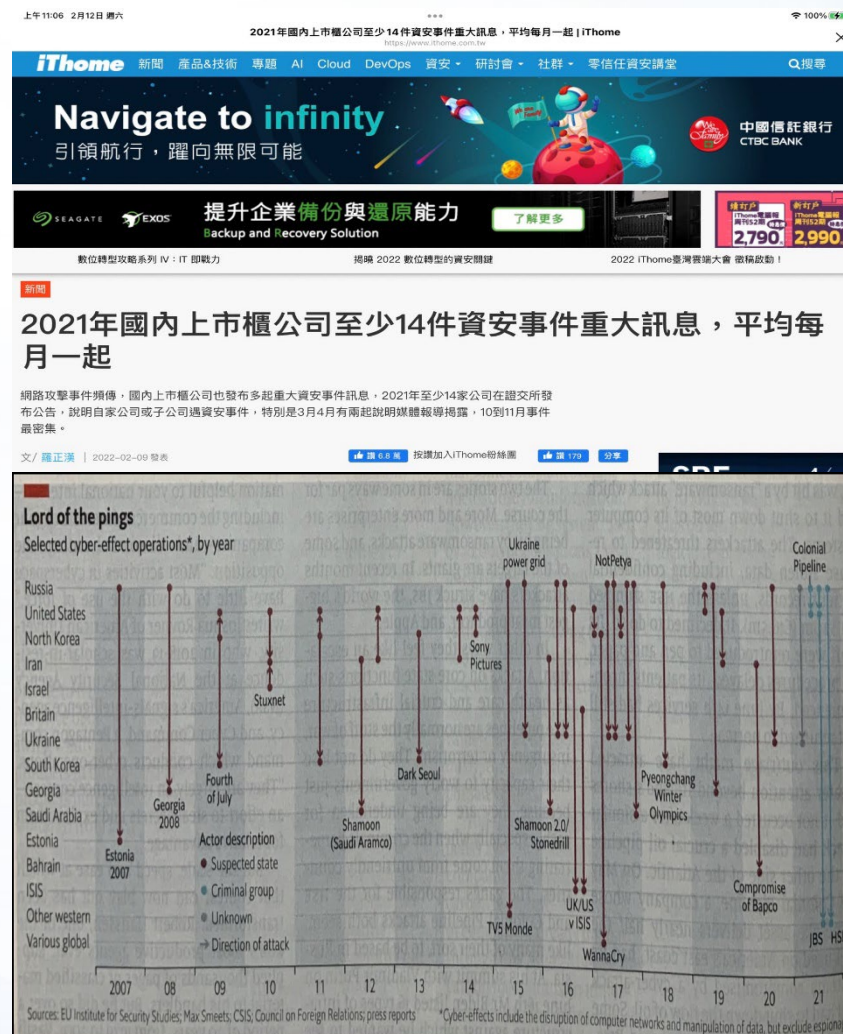 上午11:06 2月12日 週六
100%
2021年國內上市櫃公司至少14件資安事件重大訊息，平均每月一起 | iThome
https://www.ithome.com.tw
iThome 新聞 產品&技術 專題 AI Cloud DevOps 資安 研討會 社群 零信任資安講堂 搜尋
Navigate to infinity
引領航行，躍向無限可能
中國信託銀行
CTBC BANK
SEAGATE EXOS 提升企業備份與還原能力
Backup and Recovery Solution
了解更多
續訂戶 新訂戶
2,790 2,990
數位轉型攻略系列 IV：IT 即戰力 揭曉 2022 數位轉型的資安關鍵 2022 iThome臺灣雲端大會 徵稿啟動！
新聞
2021年國內上市櫃公司至少14件資安事件重大訊息，平均每
月一起
網路攻擊事件頻傳，國內上市櫃公司也發布多起重大資安事件訊息，2021年至少14家公司在證交所發
布公告，說明自家公司或子公司遇資安事件，特別是3月4月有兩起說明媒體報導揭露，10到11月事件
最密集。
文/ 羅正漢 | 2022-02-09 發表
讚 6.8 萬 按讚加入iThome粉絲團 讚 179 分享
Lord of the pings
Selected cyber-effect operations*, by year
Ukraine
power grid
NotPetya
Colonial
Pipeline
Russia
United States
North Korea
Iran
Israel
Britain
Ukraine
South Korea
Georgia
Saudi Arabia
Estonia
Bahrain
ISIS
Other western
Various global
Estonia
2007
Georgia
2008
Fourth
of July
Stuxnet
Shamoon
(Saudi Aramco)
Dark Seoul
Sony
Pictures
TV5 Monde
Shamoon 2.0/
Stonedrill
UK/US
v ISIS
WannaCry
Pyeongchang
Winter
Olympics
Compromise
of Bapco
JBS
Actor description
Suspected state
Criminal group
Unknown
Direction of attack
2007 08 09 10 11 12 13 14 15 16 17 18 19 20 21
Sources: EU Institute for Security Studies; Max Smeets; CSIS; Council on Foreign Relations; press reports *Cyber-effects include the disruption of computer networks and manipulation of data, but exclude